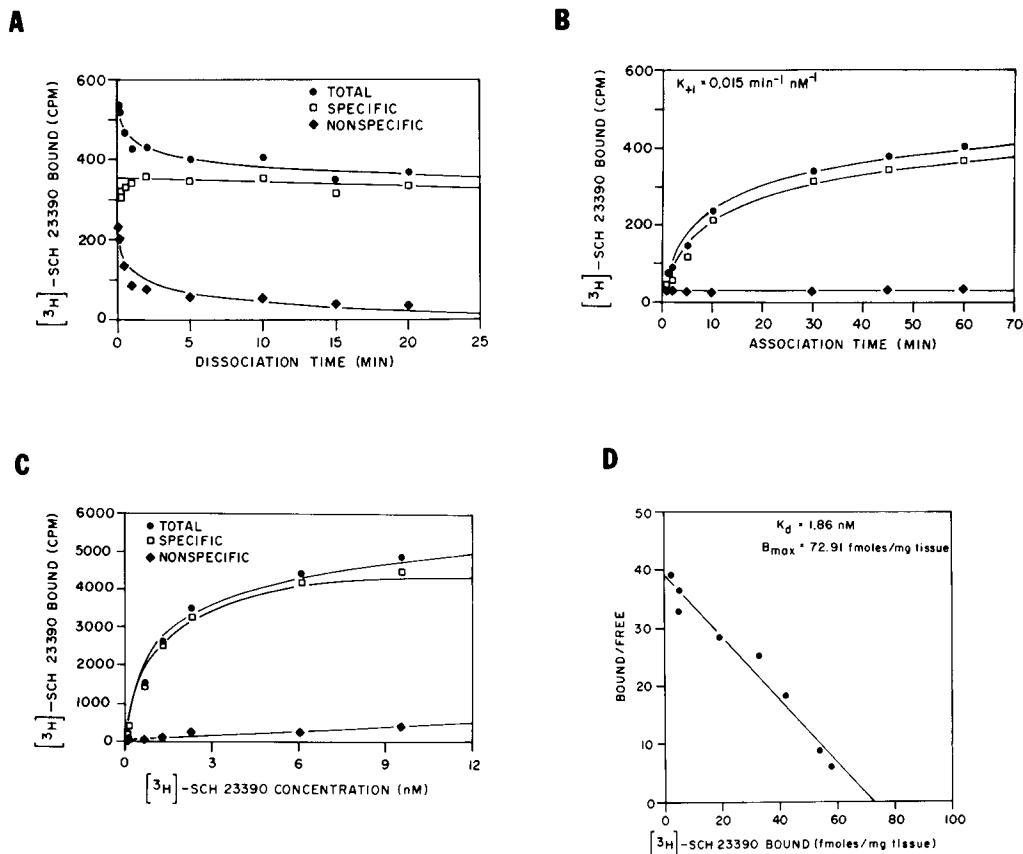 A
[³H]-SCH 23390 BOUND (CPM)
600
400
200
0
● TOTAL
□ SPECIFIC
◆ NONSPECIFIC
0 5 10 15 20 25
DISSOCIATION TIME (MIN)
B
[³H]-SCH 23390 BOUND (CPM)
600
400
200
0
K+1 = 0.015 min⁻¹ nM⁻¹
0 10 20 30 40 50 60 70
ASSOCIATION TIME (MIN)
C
[³H]-SCH 23390 BOUND (CPM)
6000
5000
4000
3000
2000
1000
0
● TOTAL
□ SPECIFIC
◆ NONSPECIFIC
0 3 6 9 12
[³H]-SCH 23390 CONCENTRATION (nM)
D
BOUND/FREE
50
40
30
20
10
0
Kd = 1.86 nM
Bmax = 72.91 fmoles/mg tissue
0 20 40 60 80 100
[³H]-SCH 23390 BOUND (fmoles/mg tissue)